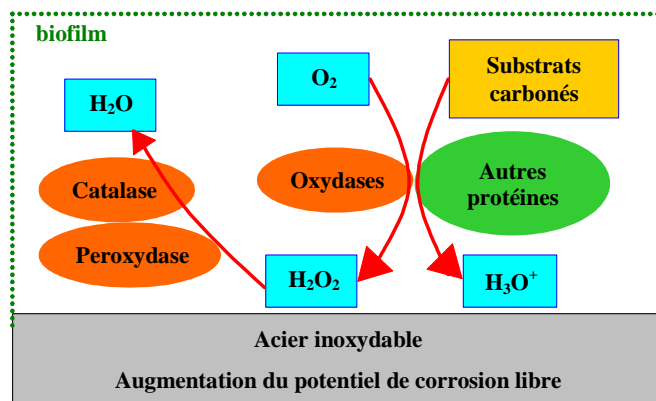 biofilm
O₂
Substrats
carbonés
H₂O
Catalase
Oxydases
Autres
protéines
Peroxydase
H₂O₂
H₃O⁺
Acier inoxydable
Augmentation du potentiel de corrosion libre